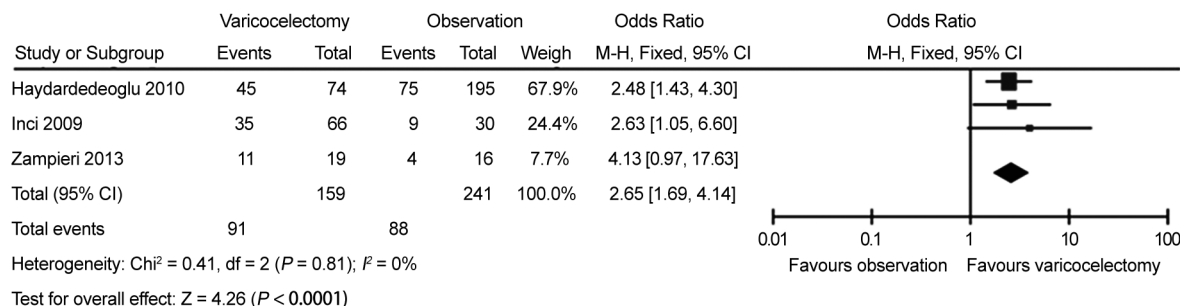 Varicocelectomy Observation Odds Ratio Odds Ratio
Study or Subgroup Events Total Events Total Weigh M-H, Fixed, 95% CI M-H, Fixed, 95% CI
Haydardedeoglu 2010 45 74 75 195 67.9% 2.48 [1.43, 4.30]
Inci 2009 35 66 9 30 24.4% 2.63 [1.05, 6.60]
Zampieri 2013 11 19 4 16 7.7% 4.13 [0.97, 17.63]
Total (95% CI) 159 241 100.0% 2.65 [1.69, 4.14]
Total events 91 88
0.01 0.1 1 10 100
Heterogeneity: Chi² = 0.41, df = 2 (P = 0.81); I² = 0%
Favours observation Favours varicocelectomy
Test for overall effect: Z = 4.26 (P < 0.0001)